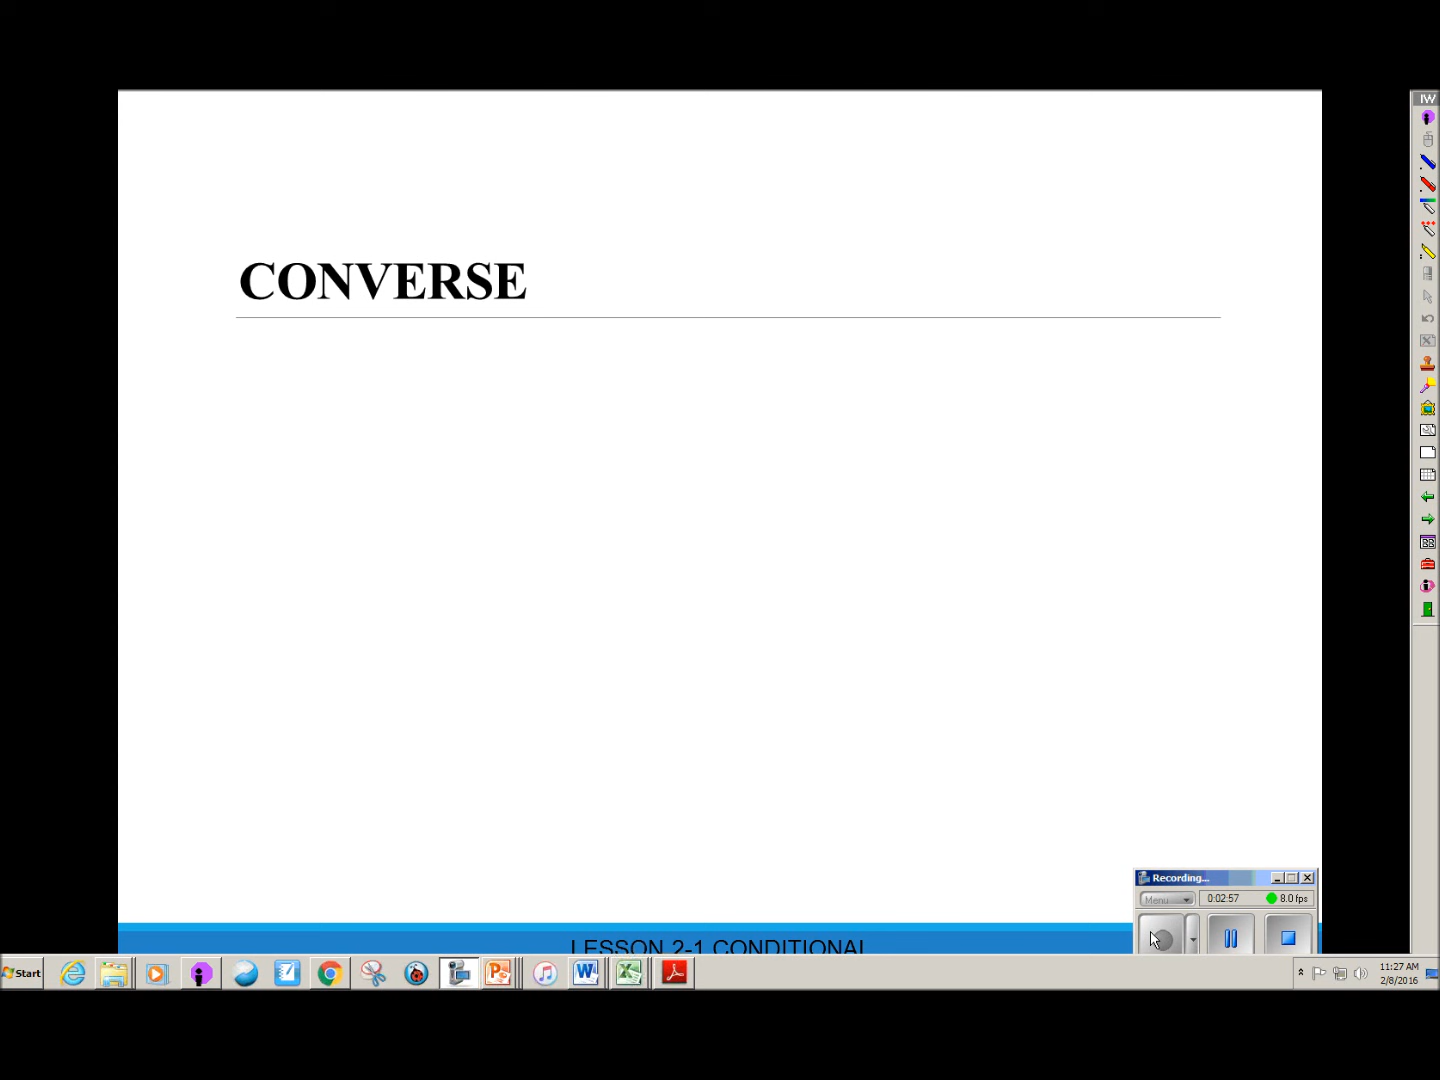 IW
CONVERSE
Recording...
Menu
0:02:57
8.0 fps
LESSON 2-1 CONDITIONAL
Start
11:27 AM
2/8/2016